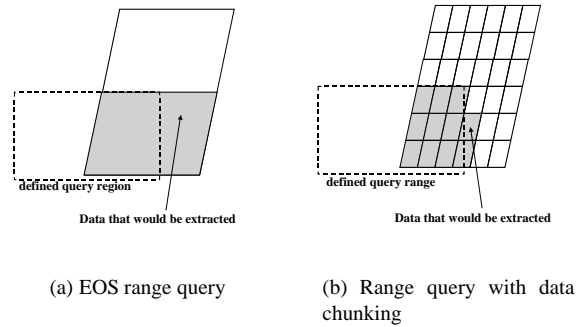 defined query region
Data that would be extracted
defined query range
Data that would be extracted
(a) EOS range query
(b) Range query with data
chunking